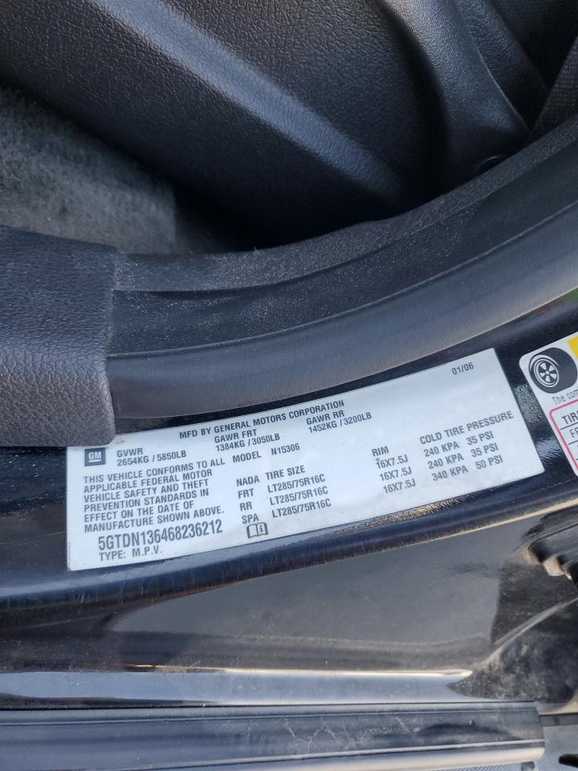 01/06
MFD BY GENERAL MOTORS CORPORATION
GM GVWR GAWR FRT GAWR RR
2654KG / 5850LB 1384KG / 3050LB 1452KG / 3200LB
THIS VEHICLE CONFORMS TO ALL MODEL N15306
APPLICABLE FEDERAL MOTOR
VEHICLE SAFETY AND THEFT
PREVENTION STANDARDS IN
EFFECT ON THE DATE OF
MANUFACTURE SHOWN ABOVE.
NADA TIRE SIZE RIM COLD TIRE PRESSURE
FRT LT285/75R16C 16X7.5J 240 KPA 35 PSI
RR LT285/75R16C 16X7.5J 240 KPA 35 PSI
SPA LT285/75R16C 16X7.5J 340 KPA 50 PSI
5GTDN136468236212
TYPE: M.P.V.
The com
TIR